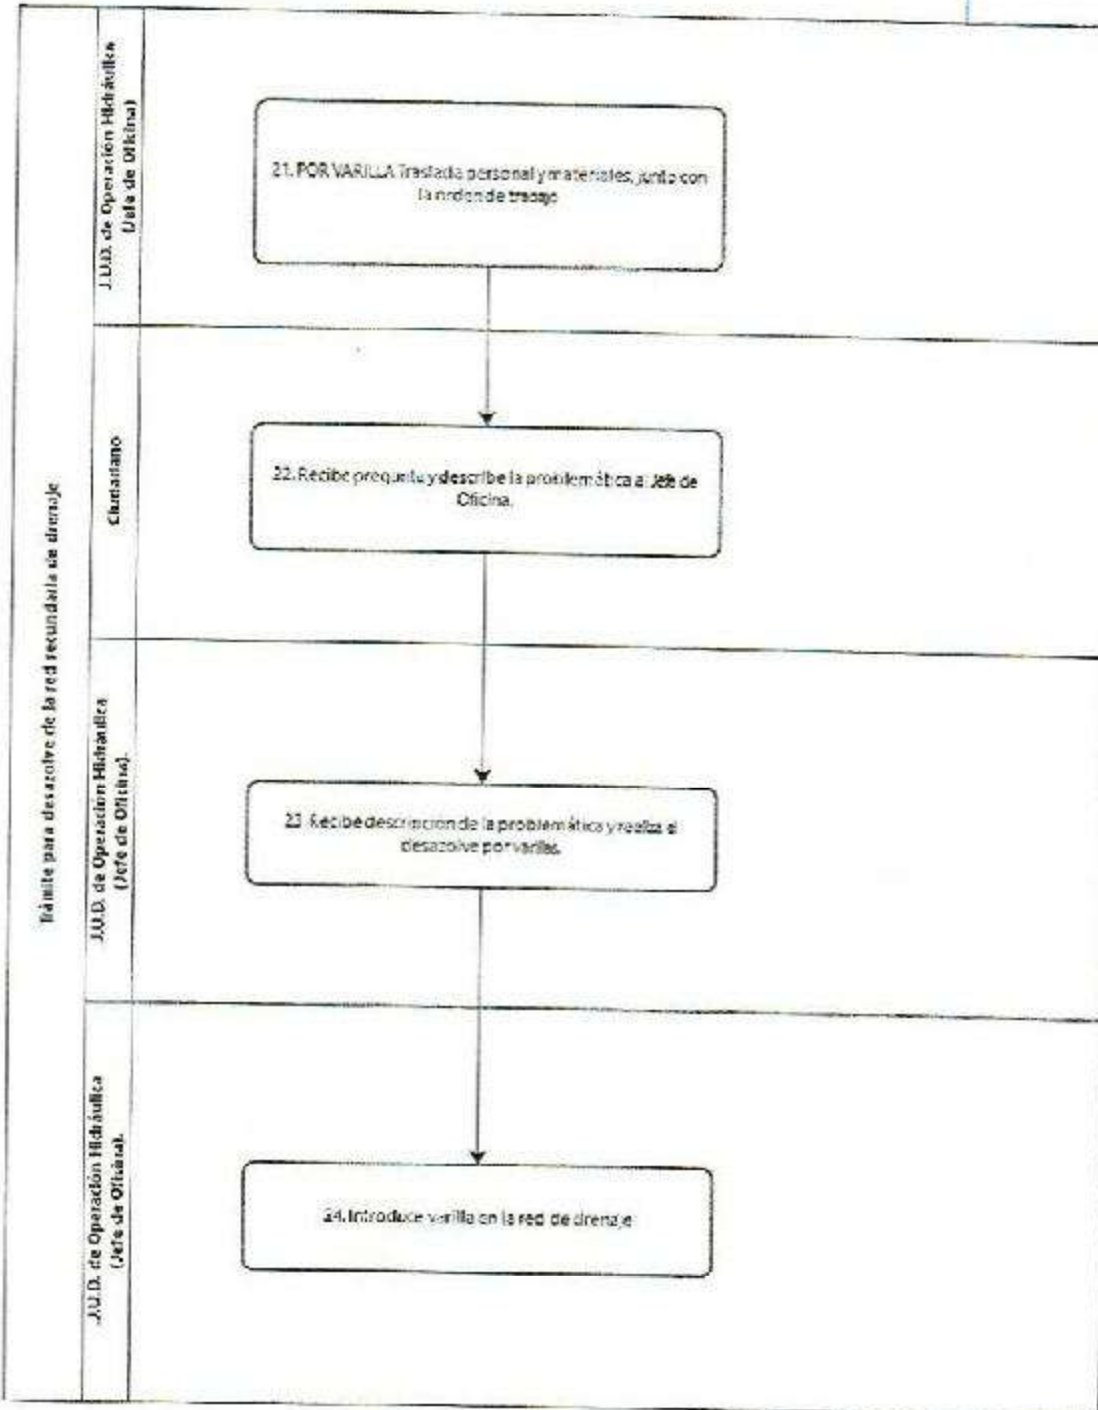 Trámite para desazolve de la red secundaria de drenaje
J.U.D. de Operación Hidráulica
(Jefe de Oficina)
21. POR VARILLA Traslada personal y materiales, junto con
la orden de trabajo
Ciudadano
22. Recibe pregunta y describe la problemática al Jefe de
Oficina.
J.U.D. de Operación Hidráulica
(Jefe de Oficina).
23. Recibe descripción de la problemática y realiza el
desazolve por varillas.
J.U.D. de Operación Hidráulica
(Jefe de Oficina).
24. Introduce varilla en la red de drenaje